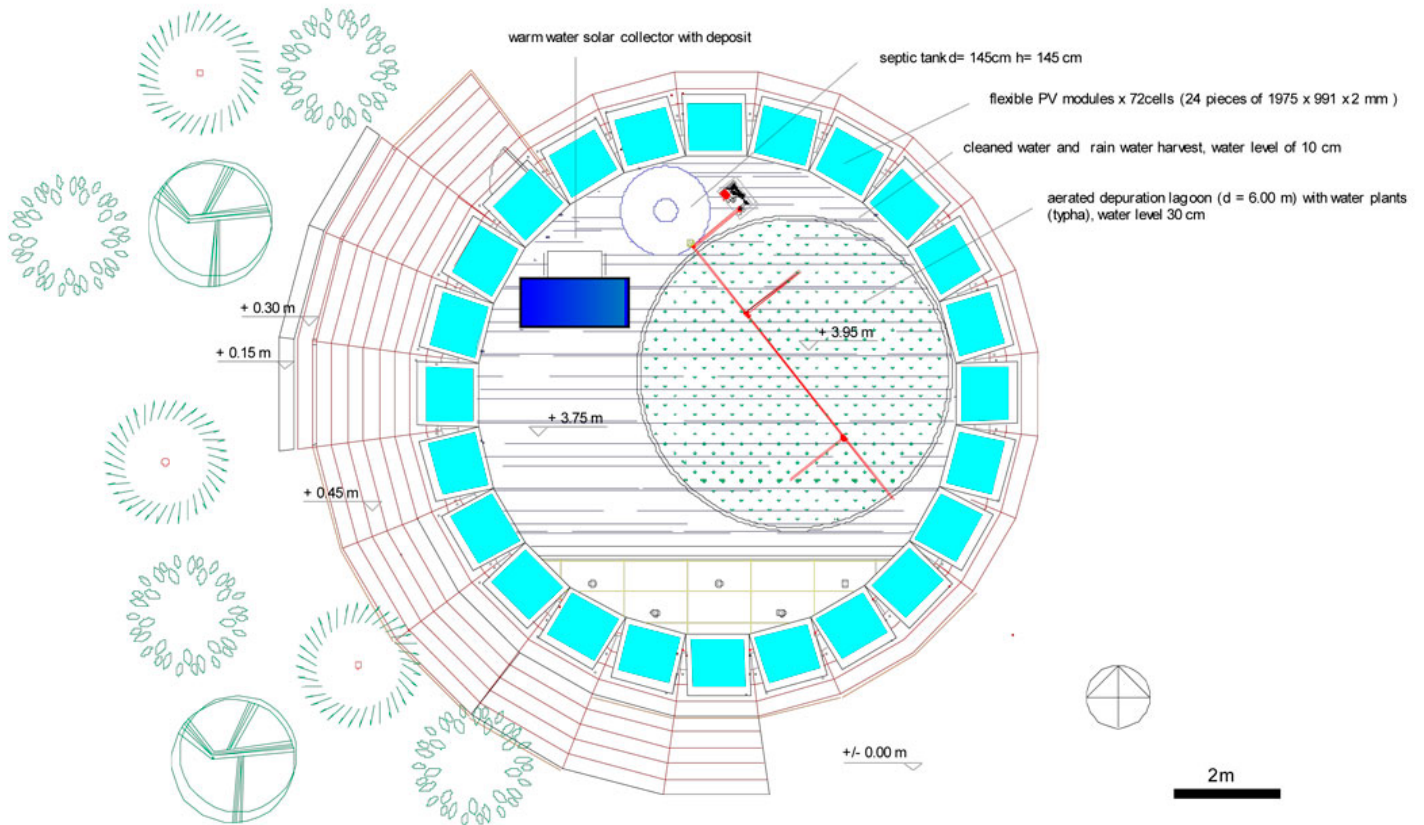 warm water solar collector with deposit
septic tank d= 145cm h= 145 cm
flexible PV modules x 72cells (24 pieces of 1975 x 991 x 2 mm )
cleaned water and rain water harvest, water level of 10 cm
aerated depuration lagoon (d = 6.00 m) with water plants
(typha), water level 30 cm
+ 0.30 m
+ 3.95 m
+ 0.15 m
+ 3.75 m
+ 0.45 m
+/- 0.00 m
2m